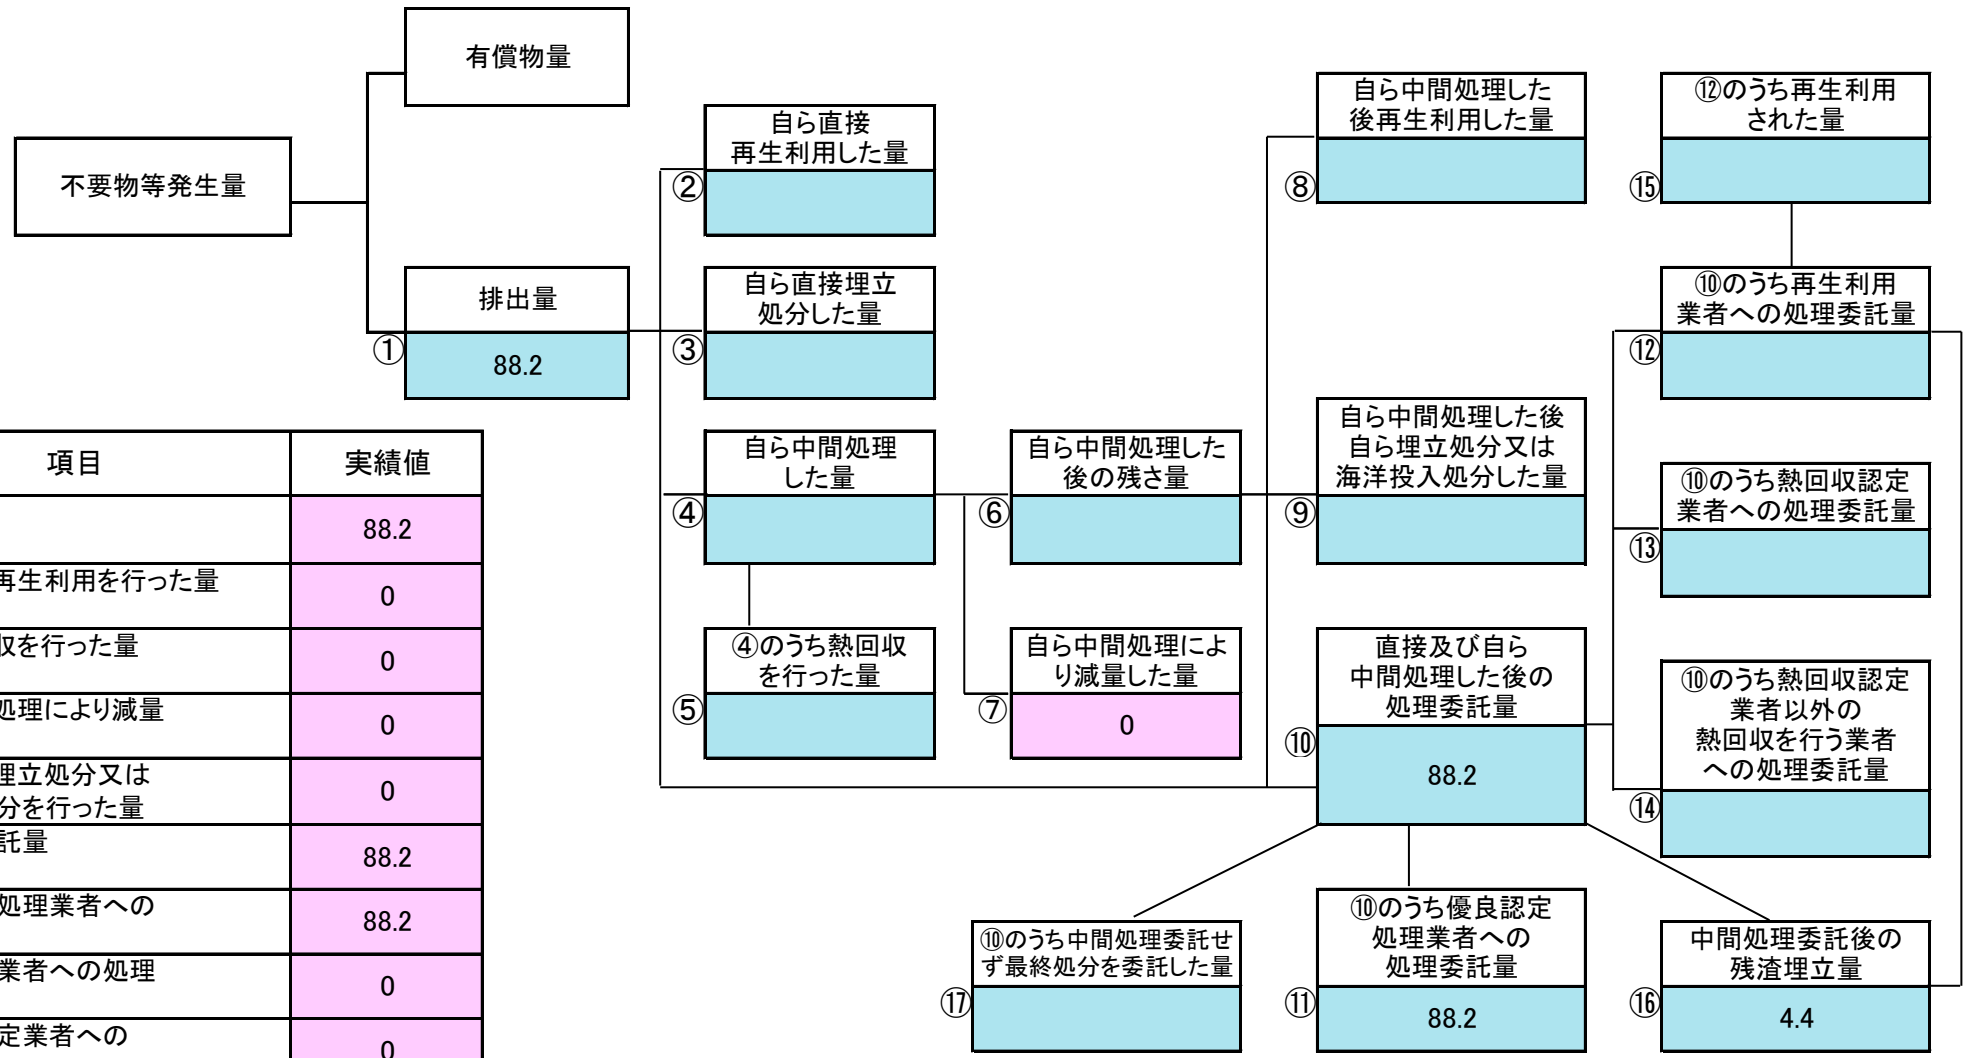 有償物量
不要物等発生量
排出量
①
88.2
自ら直接
再生利用した量
②
自ら直接埋立
処分した量
③
自ら中間処理
した量
④
④のうち熱回収
を行った量
⑤
自ら中間処理した
後の残さ量
⑥
自ら中間処理によ
り減量した量
⑦
0
自ら中間処理した
後再生利用した量
⑧
自ら中間処理した後
自ら埋立処分又は
海洋投入処分した量
⑨
直接及び自ら
中間処理した後の
処理委託量
⑩
88.2
⑫のうち再生利用
された量
⑮
⑩のうち再生利用
業者への処理委託量
⑫
⑩のうち熱回収認定
業者への処理委託量
⑬
⑩のうち熱回収認定
業者以外の
熱回収を行う業者
への処理委託量
⑭
⑩のうち中間処理委託せ
ず最終処分を委託した量
⑰
⑩のうち優良認定
処理業者への
処理委託量
⑪
88.2
中間処理委託後の
残渣埋立量
⑯
4.4
項目 実績値
88.2
再生利用を行った量 0
収を行った量 0
処理により減量 0
埋立処分又は
分を行った量 0
託量 88.2
処理業者への 88.2
業者への処理 0
定業者への 0